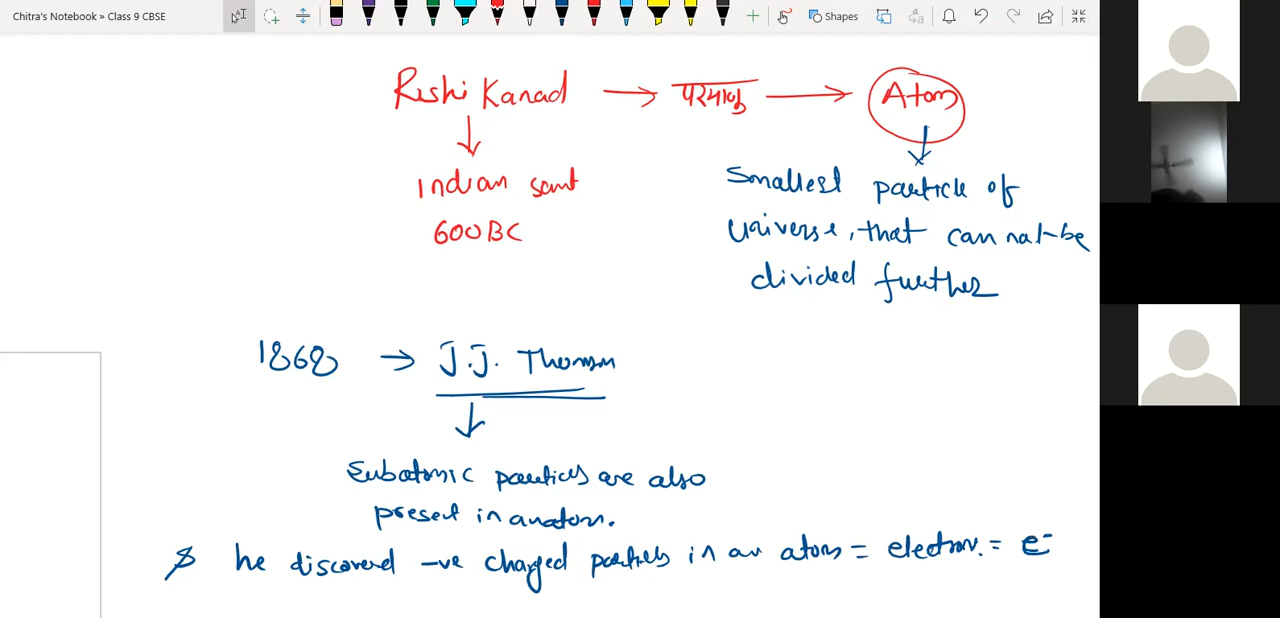 Chitra's Notebook » Class 9 CBSE
Shapes
Rishi Kanad → परमाणु → Atom
Indian saint
600BC
Smallest particle of
universe, that can not be
divided further
1868 → J.J. Thomson
Subatomic particles are also
present in an atom.
he discovered -ve charged particles in an atom = electron. = e⁻